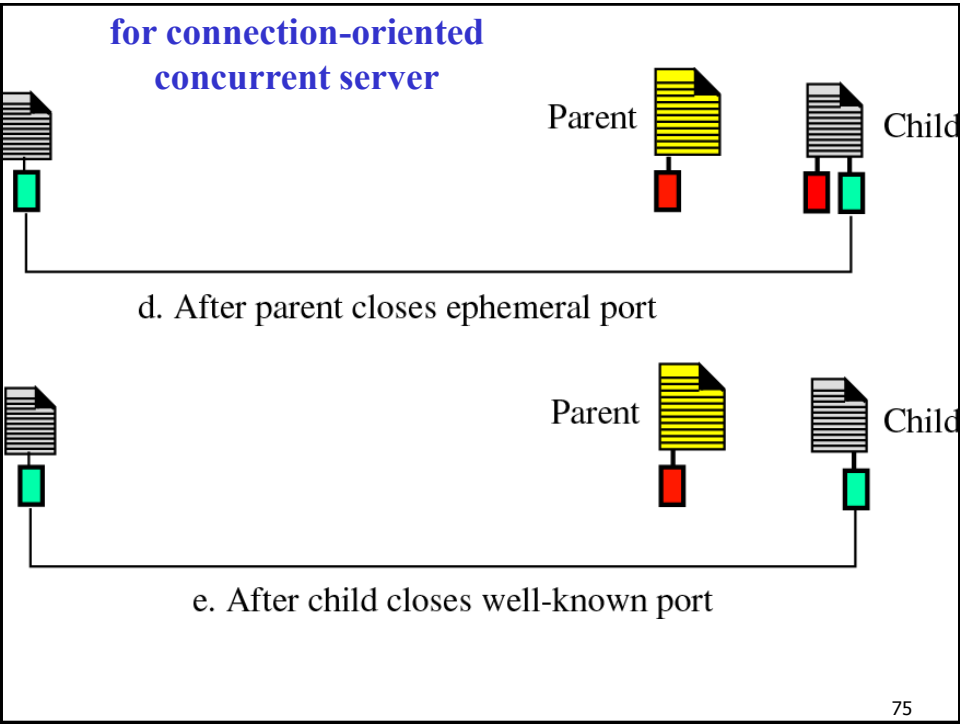 for connection-oriented
concurrent server
Parent
Child
d. After parent closes ephemeral port
Parent
Child
e. After child closes well-known port
75